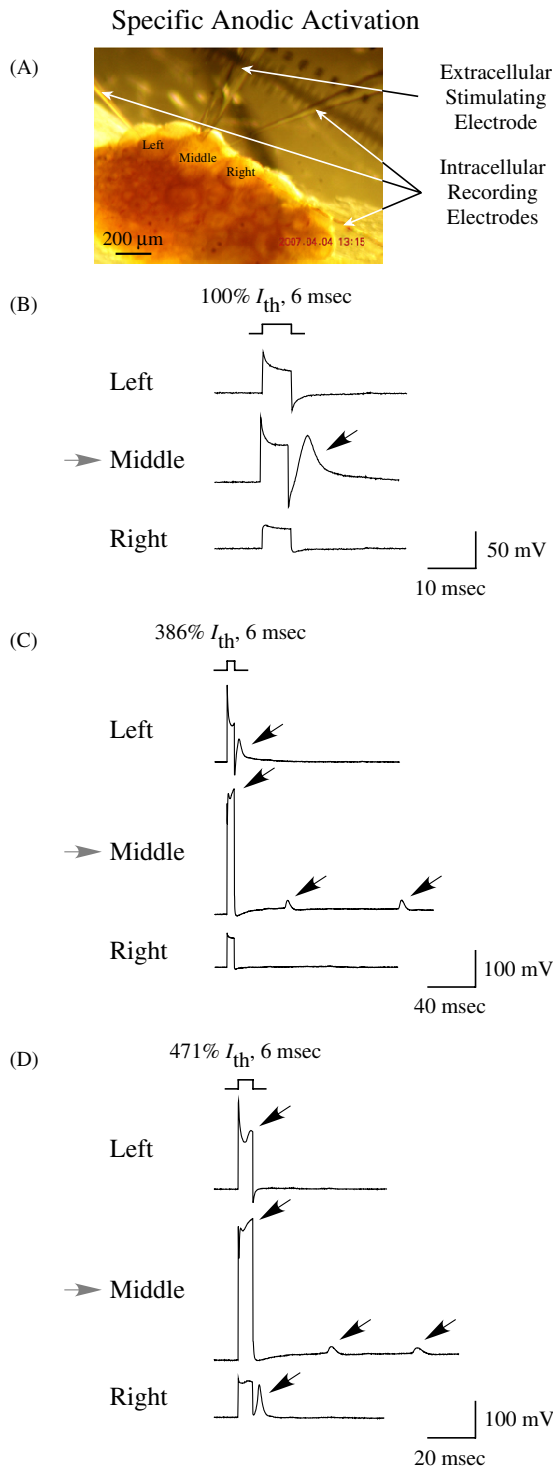 Specific Anodic Activation
(A)
Extracellular
Stimulating
Electrode
Left
Middle
Right
Intracellular
Recording
Electrodes
200 μm
2007.04.04 13:15
(B)
100% Ith, 6 msec
Left
Middle
Right
50 mV
10 msec
(C)
386% Ith, 6 msec
Left
Middle
Right
100 mV
40 msec
(D)
471% Ith, 6 msec
Left
Middle
Right
100 mV
20 msec